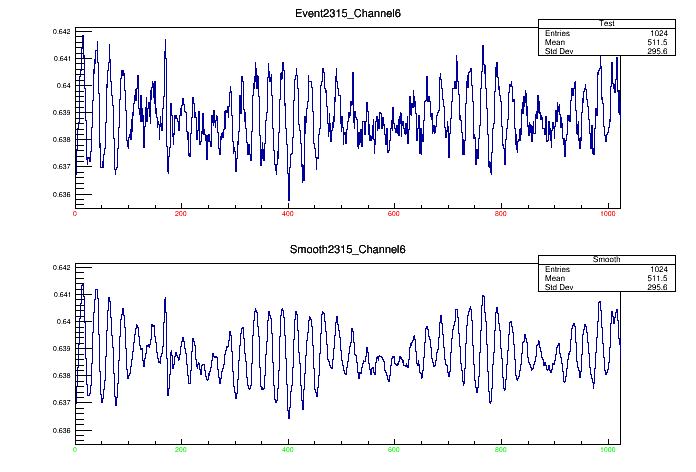 Event2315_Channel6
Test
Entries 1024
Mean 511.5
Std Dev 295.6
0.642
0.641
0.64
0.639
0.638
0.637
0.636
0 200 400 600 800 1000
Smooth2315_Channel6
Smooth
Entries 1024
Mean 511.5
Std Dev 295.6
0.642
0.641
0.64
0.639
0.638
0.637
0.636
0 200 400 600 800 1000